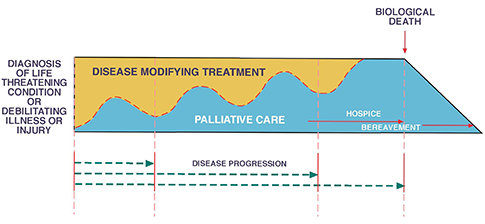 BIOLOGICAL
DEATH
DIAGNOSIS
OF LIFE
THREATENING
CONDITION
OR
DEBILITATING
ILLNESS OR
INJURY
DISEASE MODIFYING TREATMENT
PALLIATIVE CARE
HOSPICE
BEREAVEMENT
DISEASE PROGRESSION